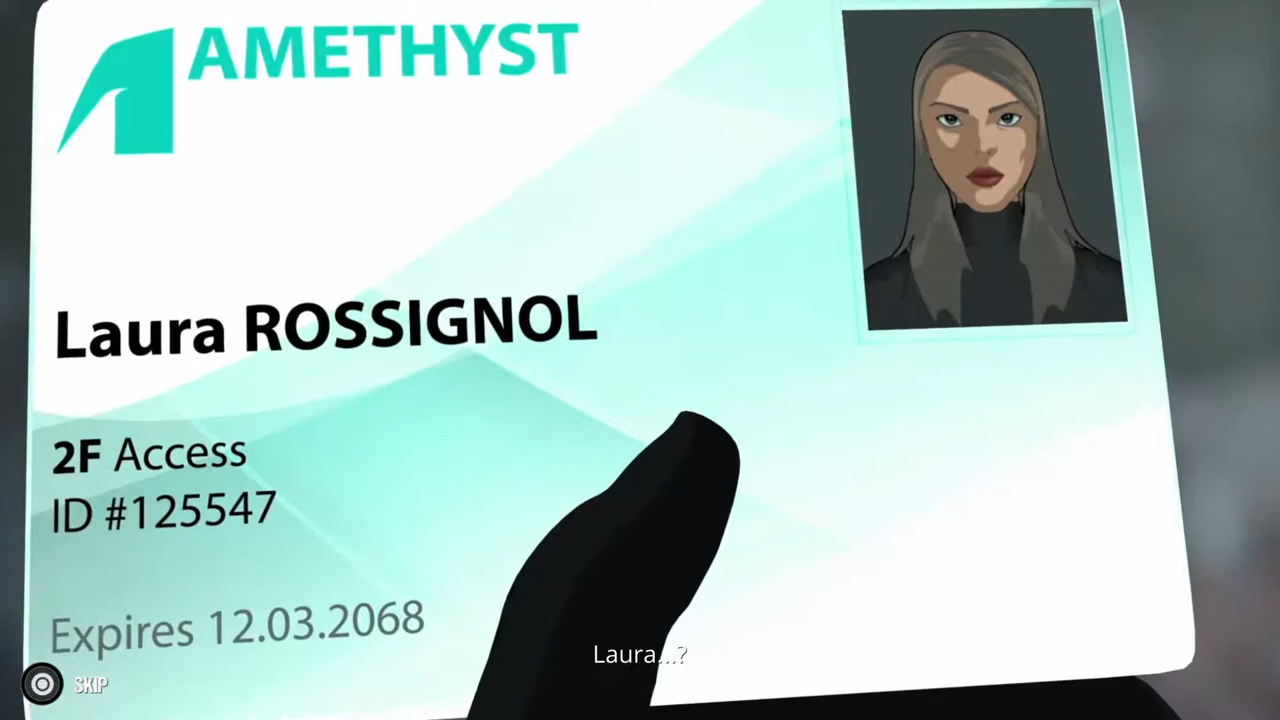 AMETHYST
Laura ROSSIGNOL
2F Access
ID #125547
Expires 12.03.2068
Laura...?
SKIP